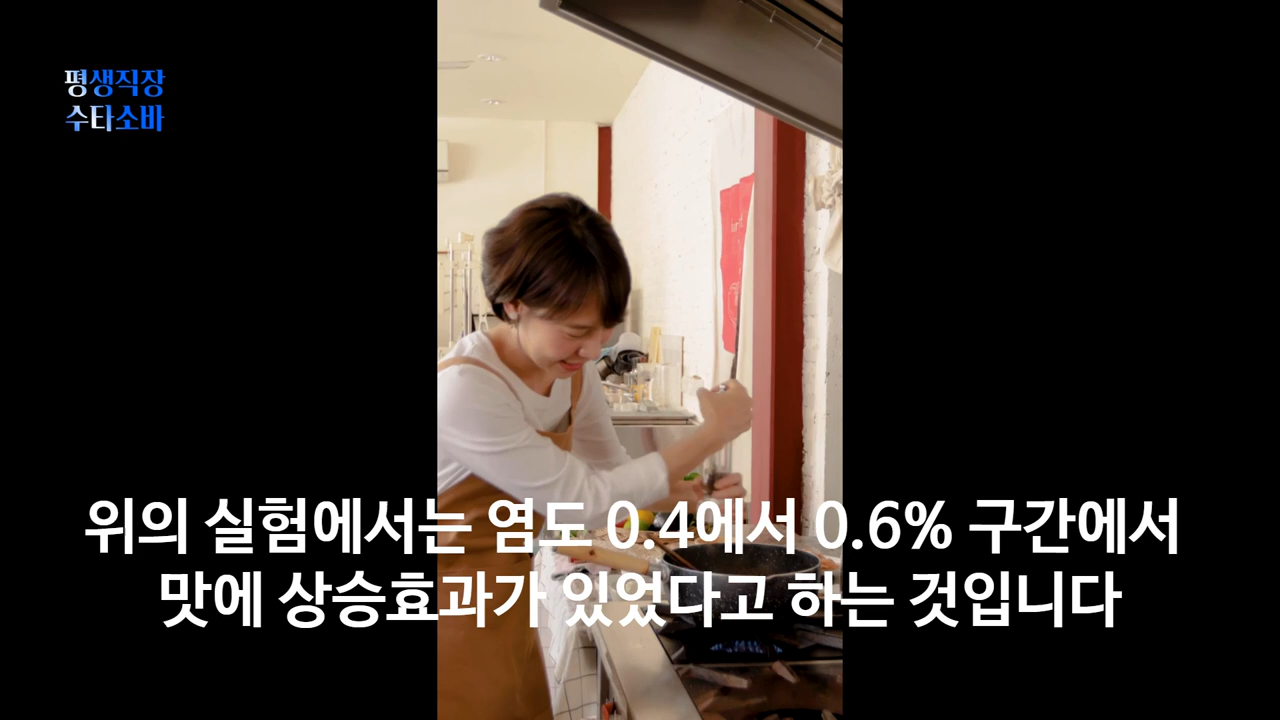 평생직장
수타소바
위의 실험에서는 염도 0.4에서 0.6% 구간에서
맛에 상승효과가 있었다고 하는 것입니다